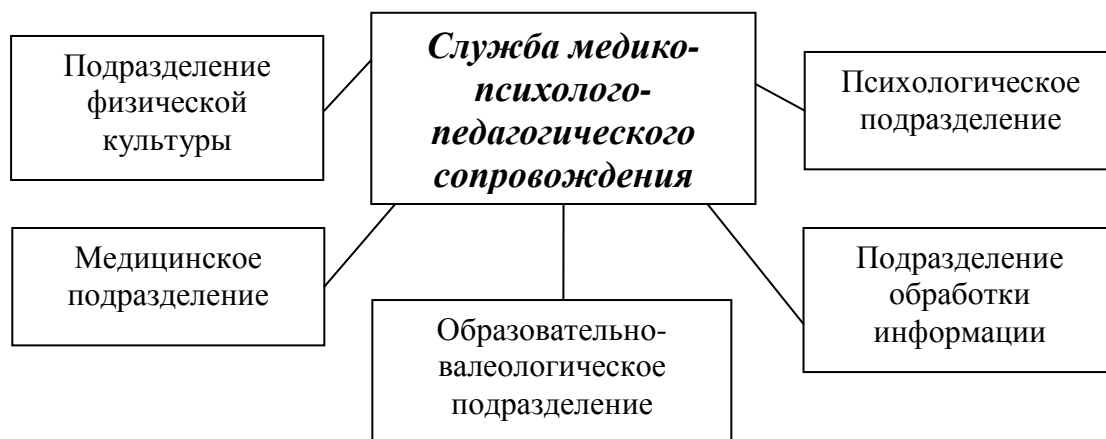 Служба медико-
психолого-
педагогического
сопровождения
Подразделение
физической
культуры
Психологическое
подразделение
Медицинское
подразделение
Подразделение
обработки
информации
Образовательно-
валеологическое
подразделение